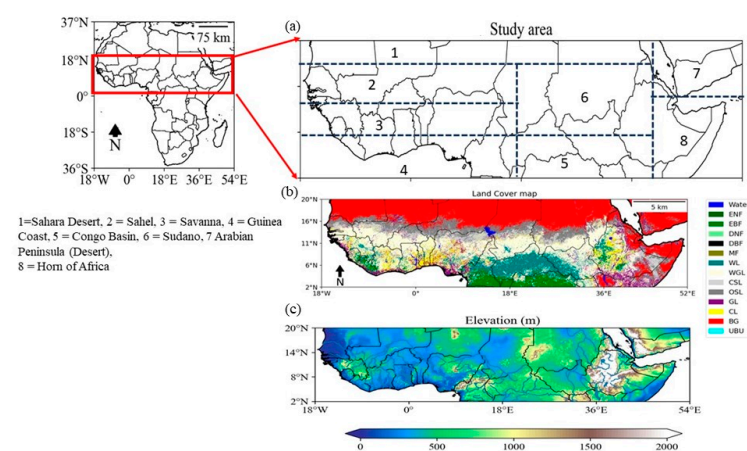 37°N
75 km
18°N
0°
18°S
36°S
18°W 0° 18°E 36°E 54°E
N
(a)
Study area
1
2
3
4
5
6
7
8
1=Sahara Desert, 2 = Sahel, 3 = Savanna, 4 = Guinea
Coast, 5 = Congo Basin, 6 = Sudano, 7 Arabian
Peninsula (Desert),
8 = Horn of Africa
(b)
Land Cover map
5 km
20°N
16°N
11°N
6°N
2°N
N
18°W 0° 18°E 36°E 52°E
Wate
ENF
EBF
DNF
DBF
MF
WL
WGL
CSL
OSL
GL
CL
BG
UBU
(c)
Elevation (m)
20°N
14°N
8°N
2°N
18°W 0° 18°E 36°E 54°E
0 500 1000 1500 2000